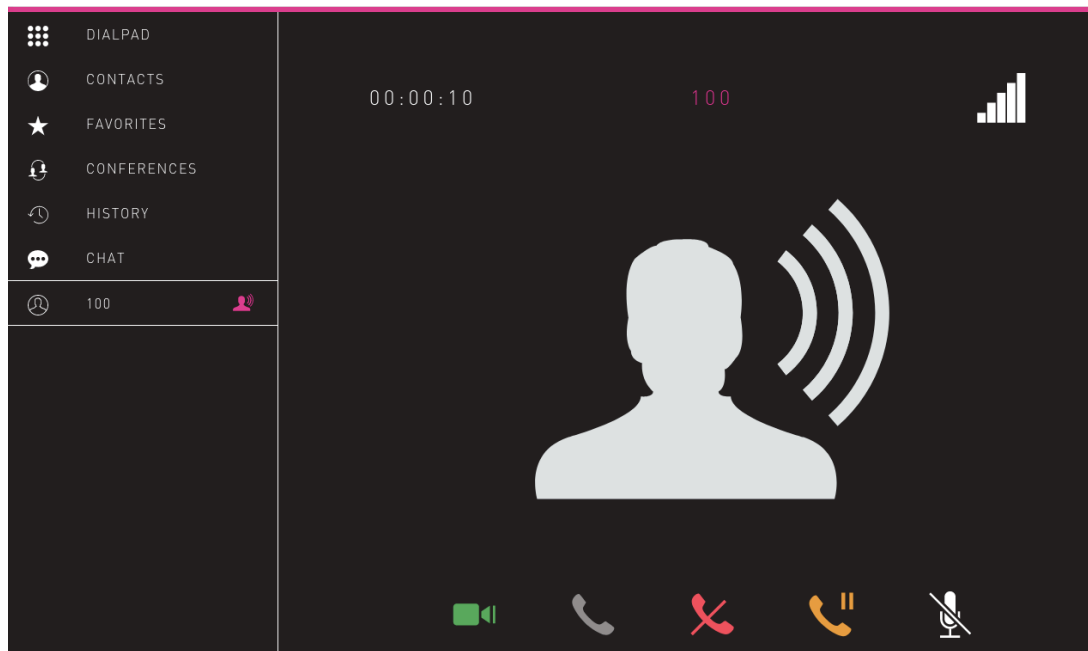 DIALPAD
CONTACTS
FAVORITES
CONFERENCES
HISTORY
CHAT
100
00:00:10
100